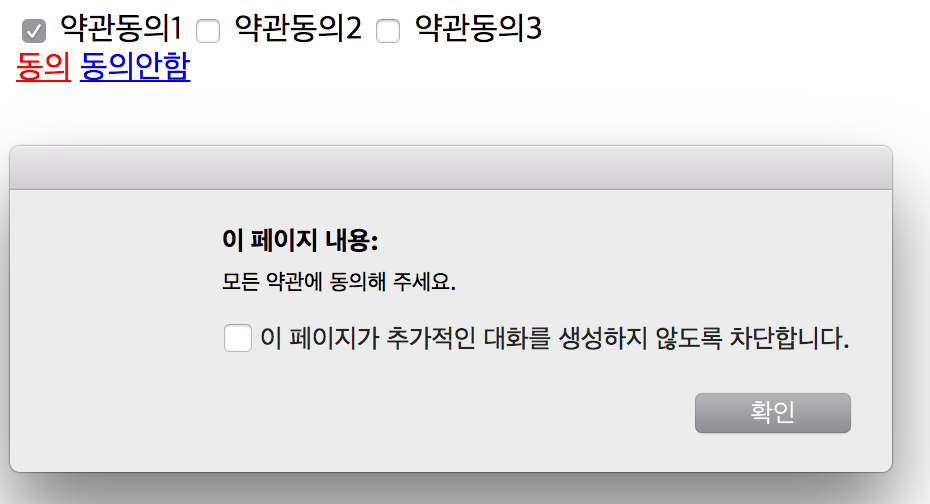 약관동의1 약관동의2 약관동의3
동의 동의안함
이 페이지 내용:
모든 약관에 동의해 주세요.
이 페이지가 추가적인 대화를 생성하지 않도록 차단합니다.
확인